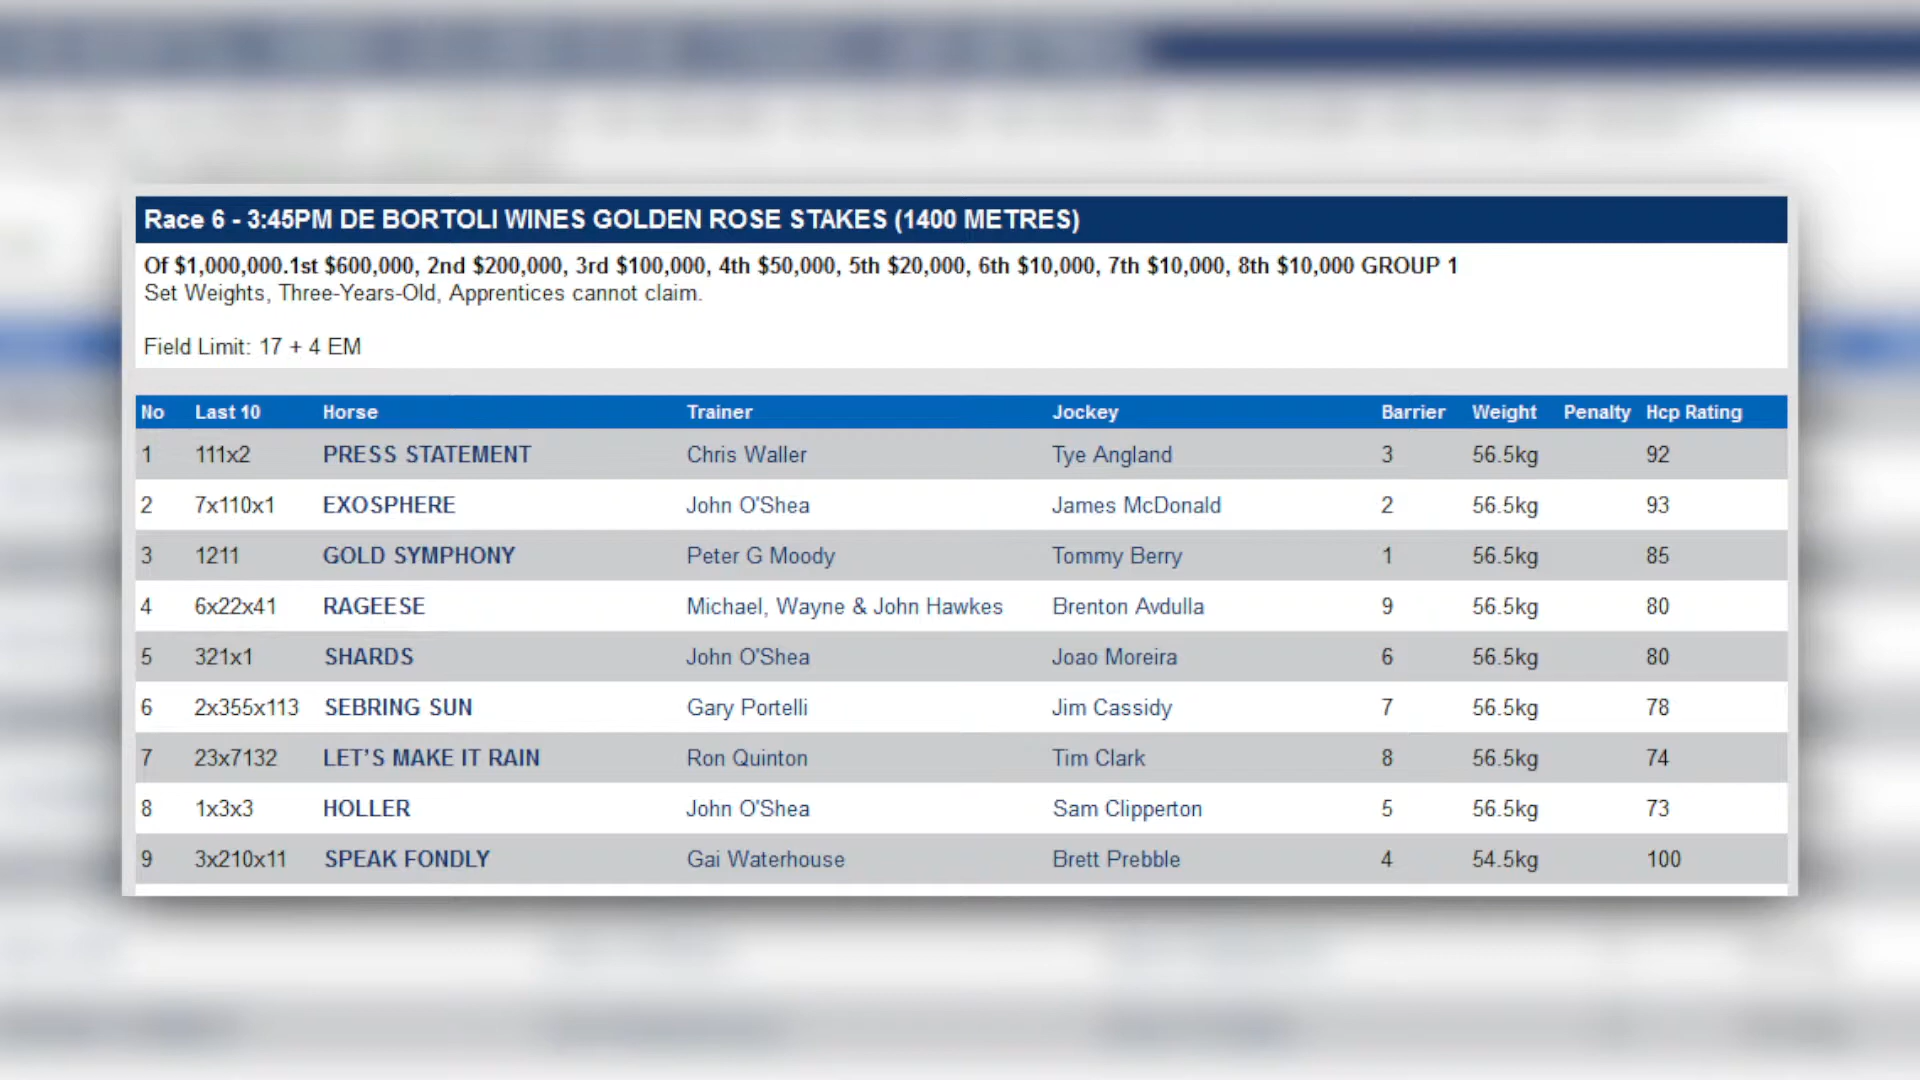 Race 6 - 3:45PM DE BORTOLI WINES GOLDEN ROSE STAKES (1400 METRES)
Of $1,000,000.1st $600,000, 2nd $200,000, 3rd $100,000, 4th $50,000, 5th $20,000, 6th $10,000, 7th $10,000, 8th $10,000 GROUP 1
Set Weights, Three-Years-Old, Apprentices cannot claim.
Field Limit: 17 + 4 EM
No Last 10 Horse Trainer Jockey Barrier Weight Penalty Hcp Rating
1 111x2 PRESS STATEMENT Chris Waller Tye Angland 3 56.5kg 92
2 7x110x1 EXOSPHERE John O'Shea James McDonald 2 56.5kg 93
3 1211 GOLD SYMPHONY Peter G Moody Tommy Berry 1 56.5kg 85
4 6x22x41 RAGEESE Michael, Wayne & John Hawkes Brenton Avdulla 9 56.5kg 80
5 321x1 SHARDS John O'Shea Joao Moreira 6 56.5kg 80
6 2x355x113 SEBRING SUN Gary Portelli Jim Cassidy 7 56.5kg 78
7 23x7132 LET'S MAKE IT RAIN Ron Quinton Tim Clark 8 56.5kg 74
8 1x3x3 HOLLER John O'Shea Sam Clipperton 5 56.5kg 73
9 3x210x11 SPEAK FONDLY Gai Waterhouse Brett Prebble 4 54.5kg 100